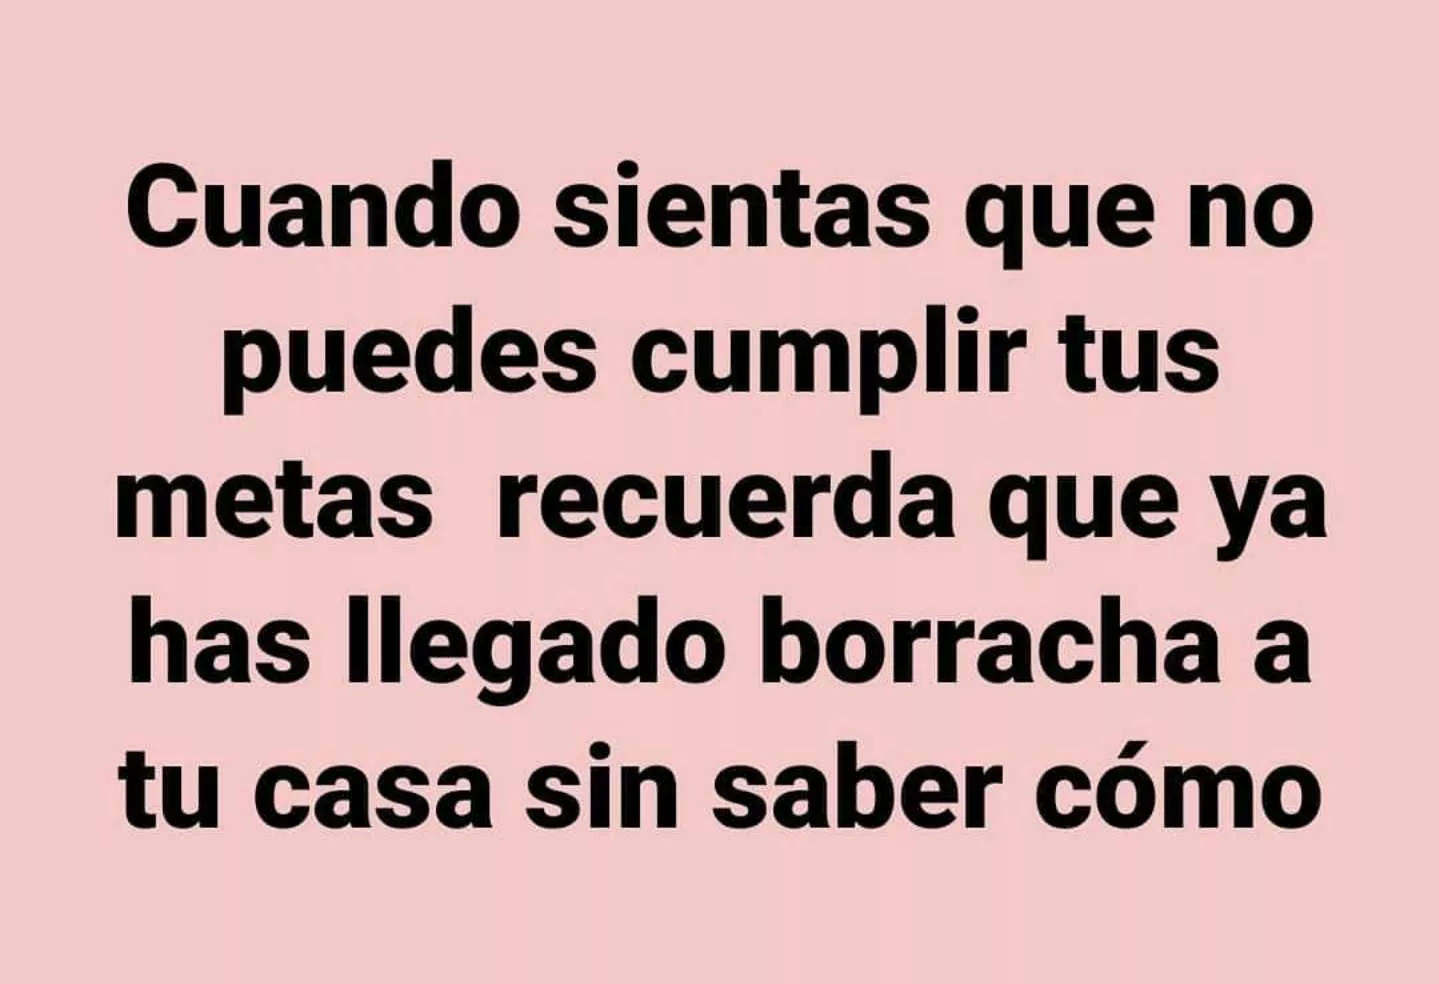 Cuando sientas que no
puedes cumplir tus
metas  recuerda que ya
has llegado borracha a
tu casa sin saber cómo